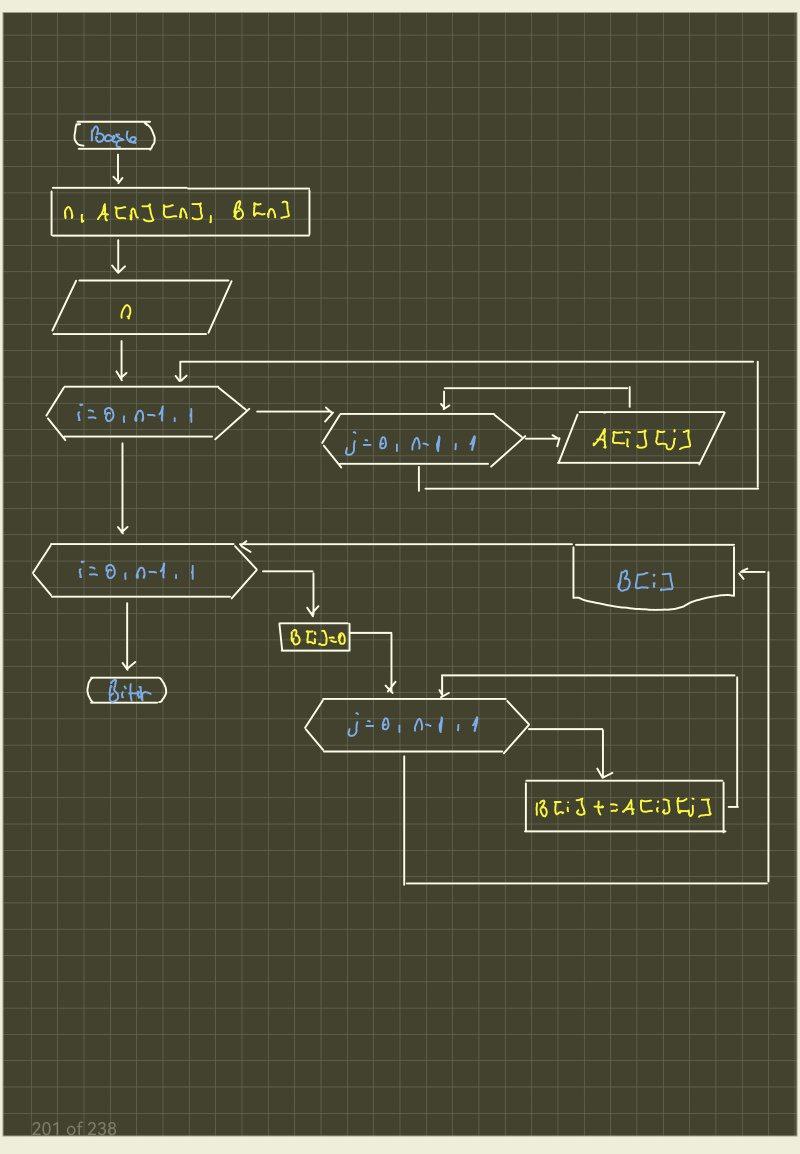 Başla
n, A[n][n], B[n]
n
i=0, n-1, 1
j=0, n-1, 1
A[i][j]
i=0, n-1, 1
B[i]
B[i]=0
Bitir
j=0, n-1, 1
B[i] += A[i][j]
201 of 238